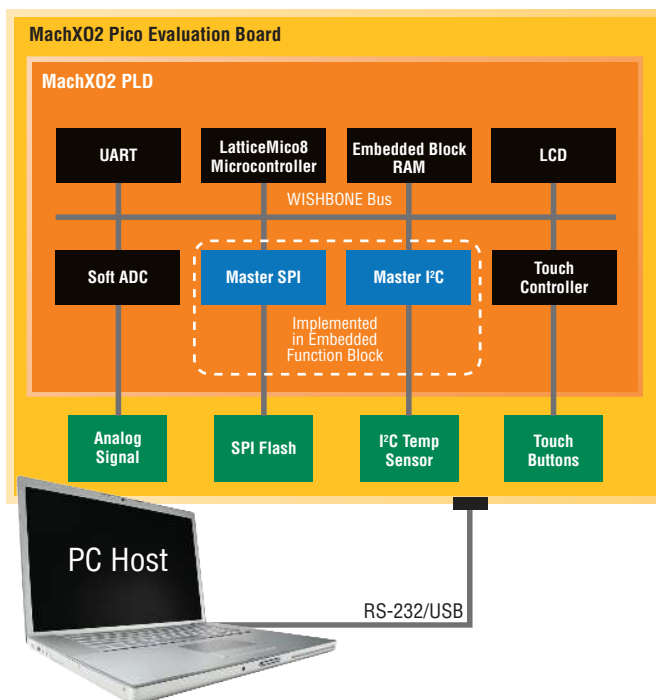 MachXO2 Pico Evaluation Board
MachXO2 PLD
UART
LatticeMico8
Microcontroller
Embedded Block
RAM
LCD
WISHBONE Bus
Soft ADC
Master SPI
Master I²C
Touch
Controller
Implemented
in Embedded
Function Block
Analog
Signal
SPI Flash
I²C Temp
Sensor
Touch
Buttons
PC Host
RS-232/USB